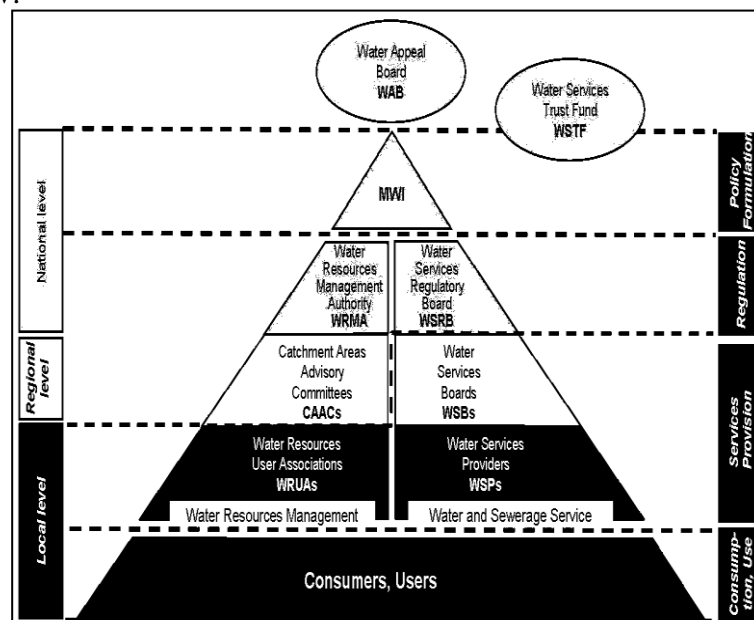 Water Appeal
Board
WAB
Water Services
Trust Fund
WSTF
MWI
Water
Resources
Management
Authority
WRMA
Water
Services
Regulatory
Board
WSRB
Catchment Areas
Advisory
Committees
CAACs
Water
Services
Boards
WSBs
Water Resources
User Associations
WRUAs
Water Services
Providers
WSPs
Water Resources Management
Water and Sewerage Service
Consumers, Users
National level
Regional
level
Local level
Policy
Formulation
Regulation
Services
Provision
Consump-
tion, Use